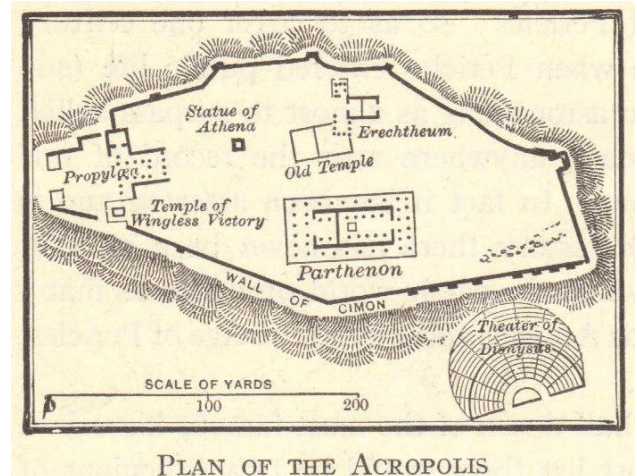 Statue of
Athena
Erechtheum
Propylæa
Old Temple
Temple of
Wingless Victory
Parthenon
WALL OF CIMON
Theater of
Dionysus
SCALE OF YARDS
0
100
200
PLAN OF THE ACROPOLIS